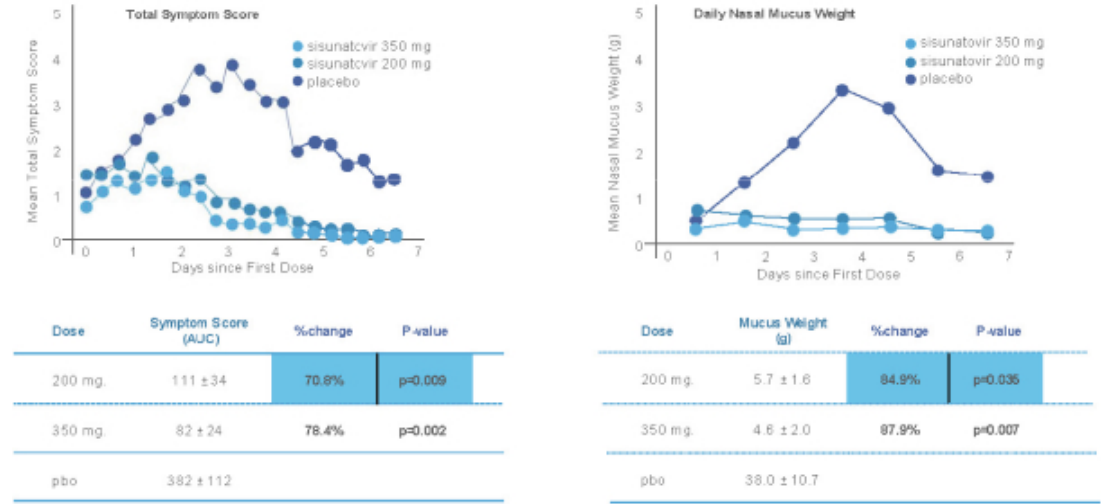 Total Symptom Score
Mean Total Symptom Score
5
4
3
2
1
0
sisunatcvir 350 mg
sisunatcvir 200 mg
placebo
0 1 2 3 4 5 6 7
Days since First Dose
Daily Nasal Mucus Weight
Mean Nasal Mucus Weight (g)
5
4
3
2
1
0
sisunatovir 350 mg
sisunatovir 200 mg
placebo
0 1 2 3 4 5 6 7
Days since First Dose
Dose Symptom Score (AUC) %change P-value
200 mg. 111 ±34 70.8% p=0.009
350 mg. 82 ± 24 78.4% p=0.002
pbo 382 ± 112
Dose Mucus Weight (g) %change P-value
200 mg. 5.7 ± 1.6 84.9% p=0.035
350 mg. 4.6 ± 2.0 87.9% p=0.007
pbo 38.0 ± 10.7